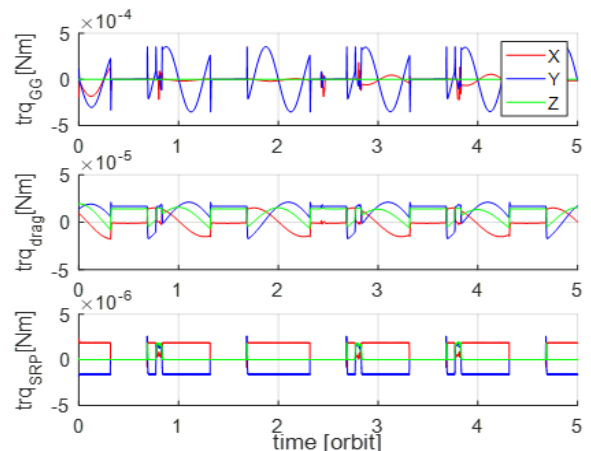 ×10⁻⁴
5
0
-5
trq_GG[Nm]
X
Y
Z
0 1 2 3 4 5
×10⁻⁵
5
0
-5
trq_drag[Nm]
0 1 2 3 4 5
×10⁻⁶
5
0
-5
trq_SRP[Nm]
0 1 2 3 4 5
time [orbit]